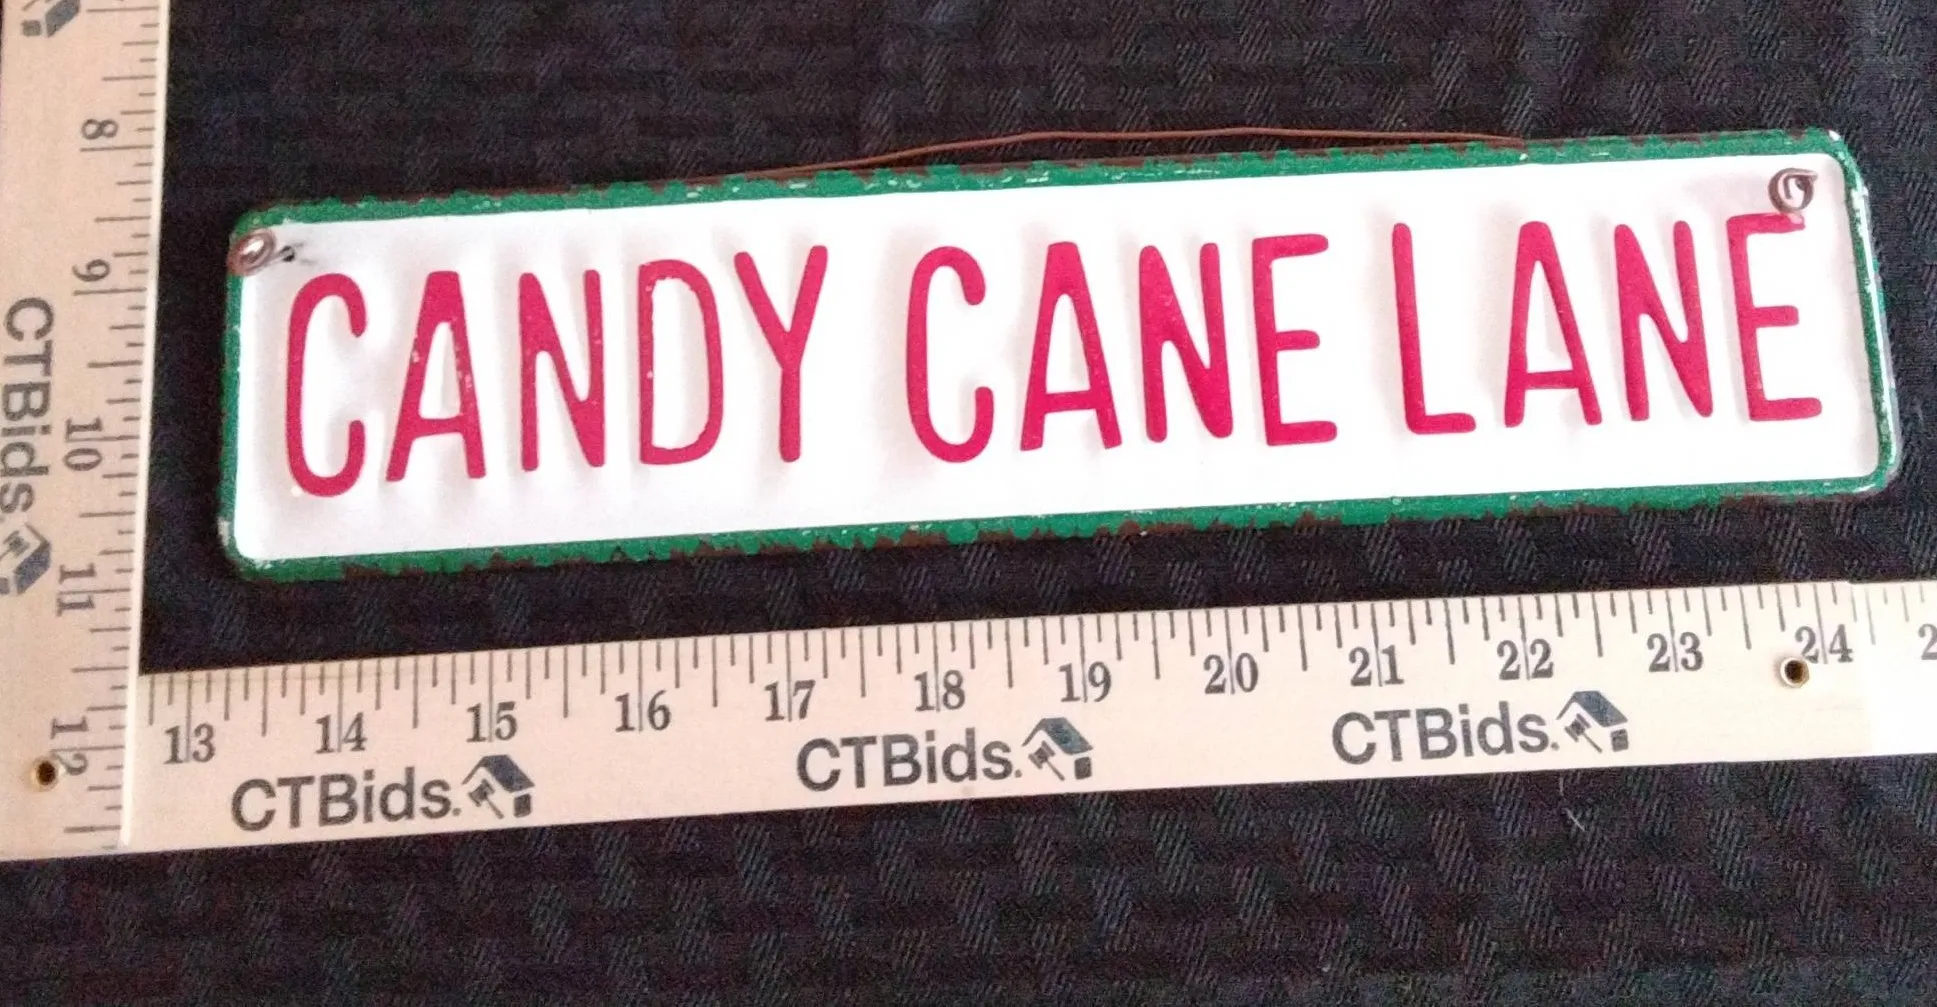 CANDY CANE LANE
8
9
10
11
12
CTBids.
13 14 15 16 17 18 19 20 21 22 23 24 2
CTBids. CTBids. CTBids.